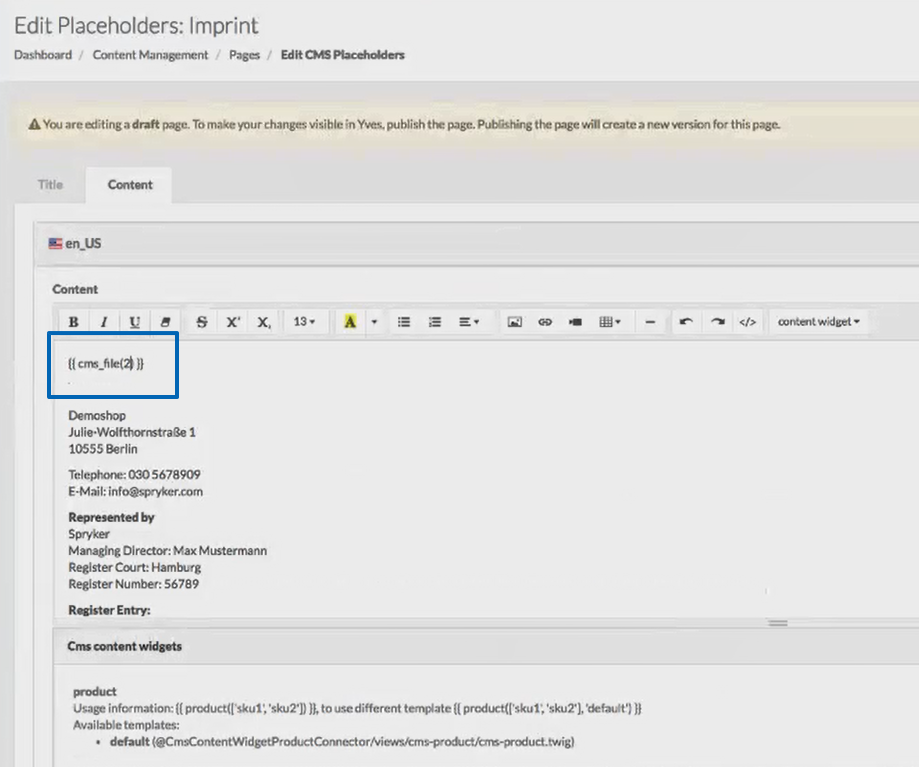 Edit Placeholders: Imprint
Dashboard / Content Management / Pages / Edit CMS Placeholders
You are editing a draft page. To make your changes visible in Yves, publish the page. Publishing the page will create a new version for this page.
Title Content
en_US
Content
B I U S X' X, 13 A content widget
{{ cms_file(2) }}
Demoshop
Julie-Wolfthornstraße 1
10555 Berlin
Telephone: 030 5678909
E-Mail: info@spryker.com
Represented by
Spryker
Managing Director: Max Mustermann
Register Court: Hamburg
Register Number: 56789
Register Entry:
Cms content widgets
product
Usage information: {{ product(['sku1', 'sku2']) }}, to use different template {{ product(['sku1', 'sku2'], 'default') }}
Available templates:
• default (@CmsContentWidgetProductConnector/views/cms-product/cms-product.twig)